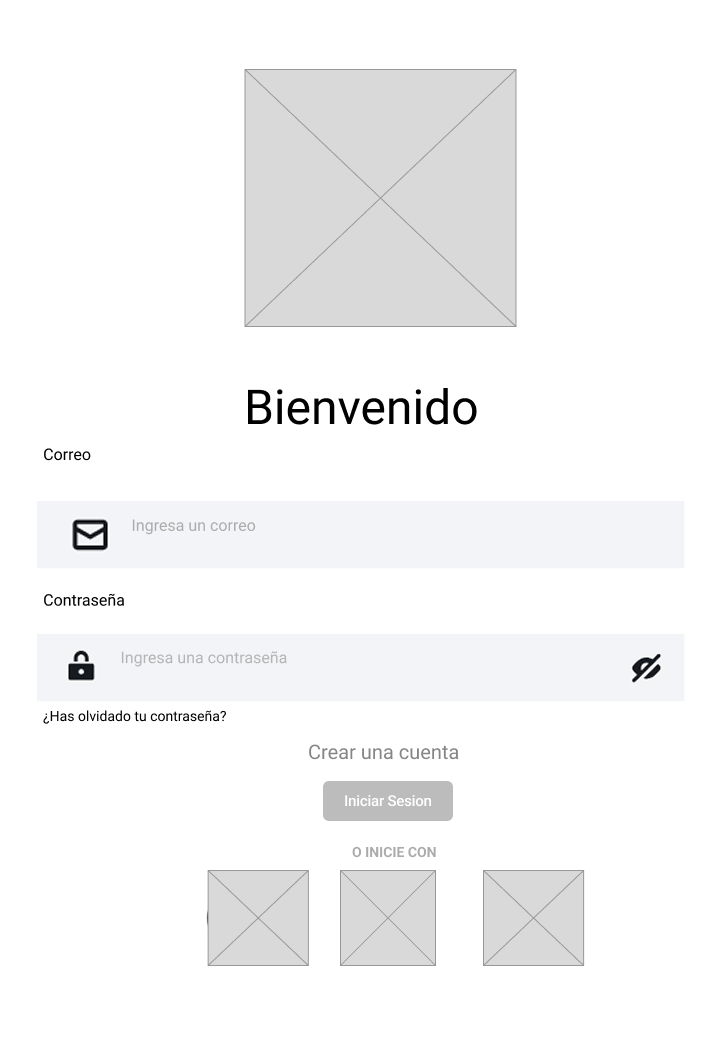 Bienvenido
Correo
Ingresa un correo
Contraseña
Ingresa una contraseña
¿Has olvidado tu contraseña?
Crear una cuenta
Iniciar Sesion
O INICIE CON